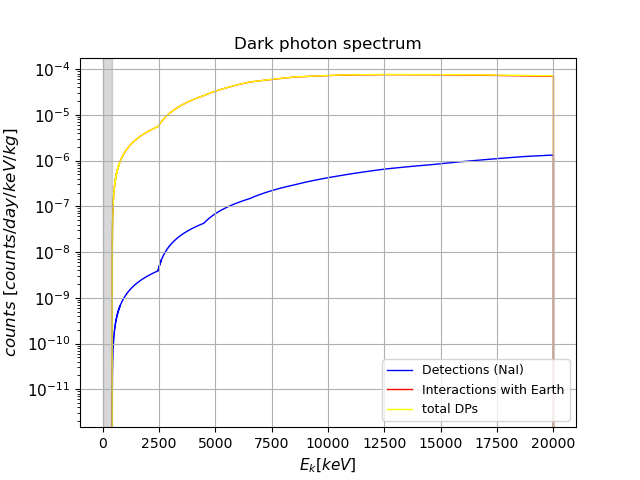 Dark photon spectrum
counts [counts/day/keV/kg]
10⁻⁴
10⁻⁵
10⁻⁶
10⁻⁷
10⁻⁸
10⁻⁹
10⁻¹⁰
10⁻¹¹
Detections (NaI)
Interactions with Earth
total DPs
0 2500 5000 7500 10000 12500 15000 17500 20000
Eₖ[keV]